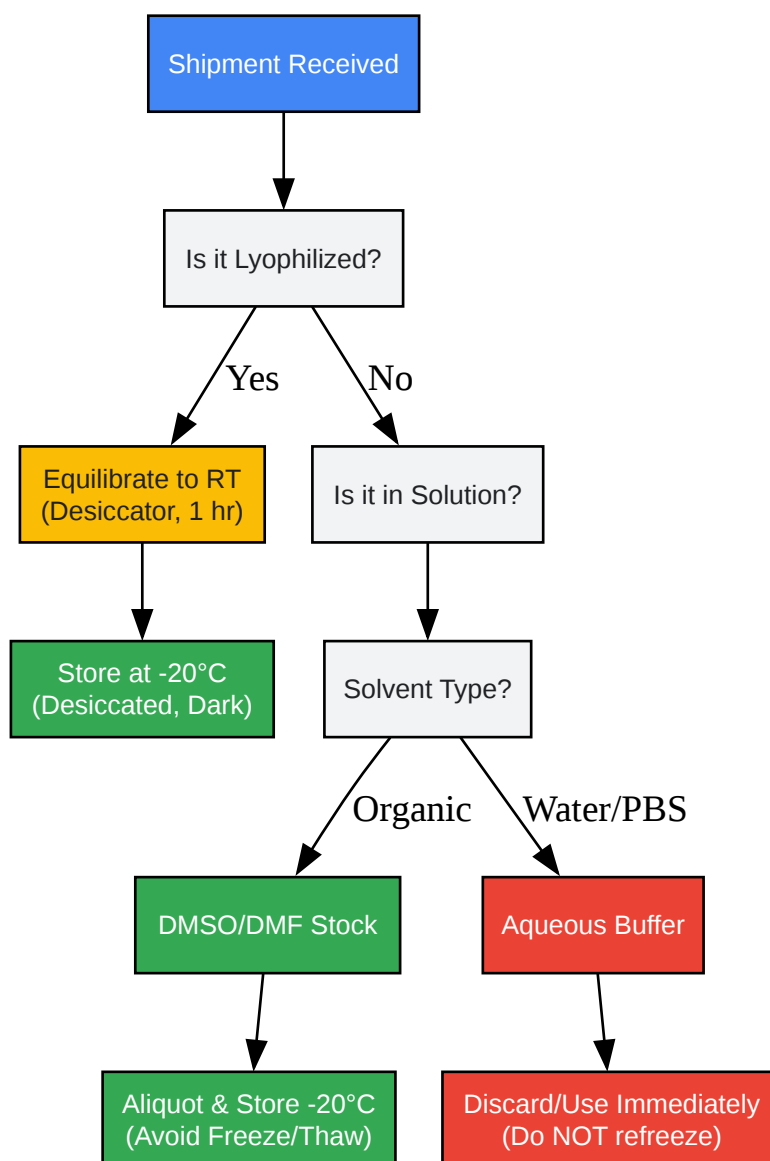 Shipment Received
Is it Lyophilized?
Yes
No
Equilibrate to RT
(Desiccator, 1 hr)
Is it in Solution?
Store at -20°C
(Desiccated, Dark)
Solvent Type?
Organic
Water/PBS
DMSO/DMF Stock
Aqueous Buffer
Aliquot & Store -20°C
(Avoid Freeze/Thaw)
Discard/Use Immediately
(Do NOT refreeze)